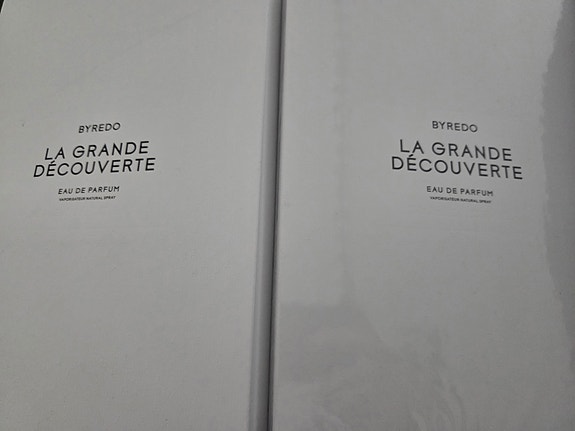 BYREDO
LA GRANDE
DÉCOUVERTE
EAU DE PARFUM
VAPORISATEUR NATURAL SPRAY
BYREDO
LA GRANDE
DÉCOUVERTE
EAU DE PARFUM
VAPORISATEUR NATURAL SPRAY